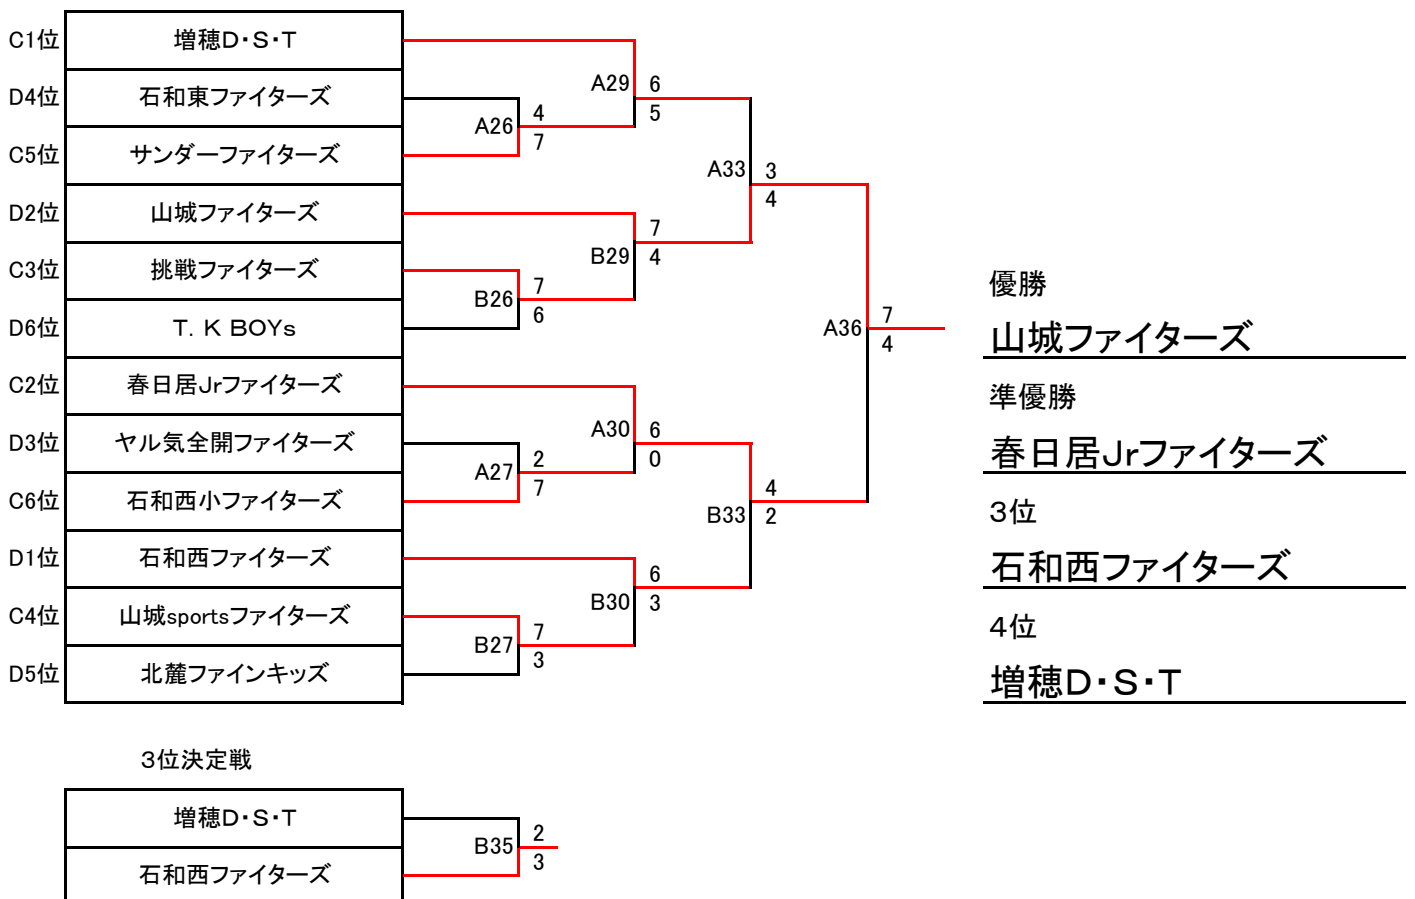 C1位 増穂D・S・T
D4位 石和東ファイターズ
C5位 サンダーファイターズ
D2位 山城ファイターズ
C3位 挑戦ファイターズ
D6位 T. K BOYs
C2位 春日居Jrファイターズ
D3位 ヤル気全開ファイターズ
C6位 石和西小ファイターズ
D1位 石和西ファイターズ
C4位 山城sportsファイターズ
D5位 北麓ファインキッズ
A26 4 7
B26 7 6
A27 2 7
B27 7 3
A29 6 5
B29 7 4
A30 6 0
B30 6 3
A33 3 4
B33 4 2
A36 7 4
優勝
山城ファイターズ
準優勝
春日居Jrファイターズ
3位
石和西ファイターズ
4位
増穂D・S・T
3位決定戦
増穂D・S・T
石和西ファイターズ
B35 2 3